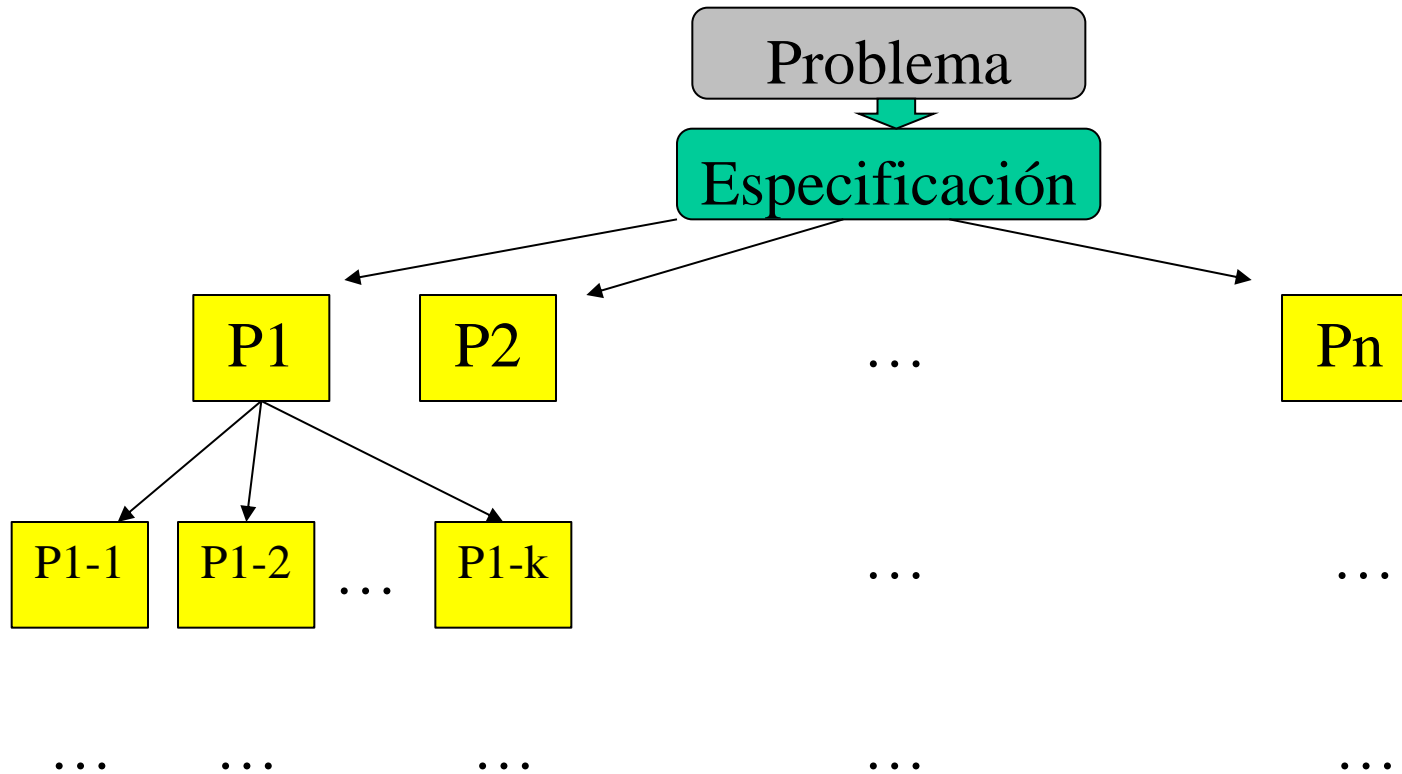 Problema
Especificación
P1 P2 … Pn
P1-1 P1-2 … P1-k … …
… … … … …